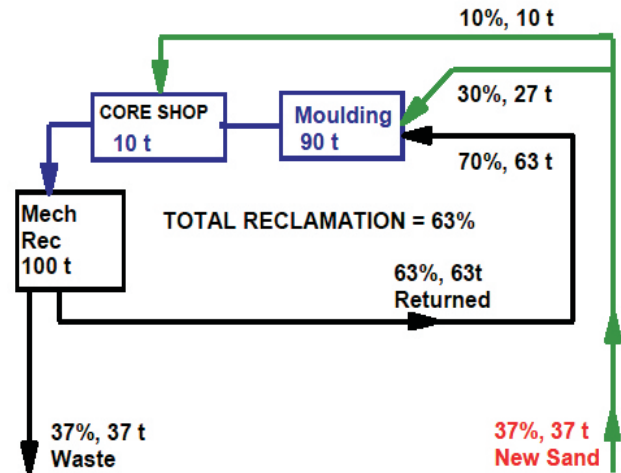 10%, 10 t
30%, 27 t
CORE SHOP
10 t
Moulding
90 t
70%, 63 t
Mech
Rec
100 t
TOTAL RECLAMATION = 63%
63%, 63t
Returned
37%, 37 t
Waste
37%, 37 t
New Sand